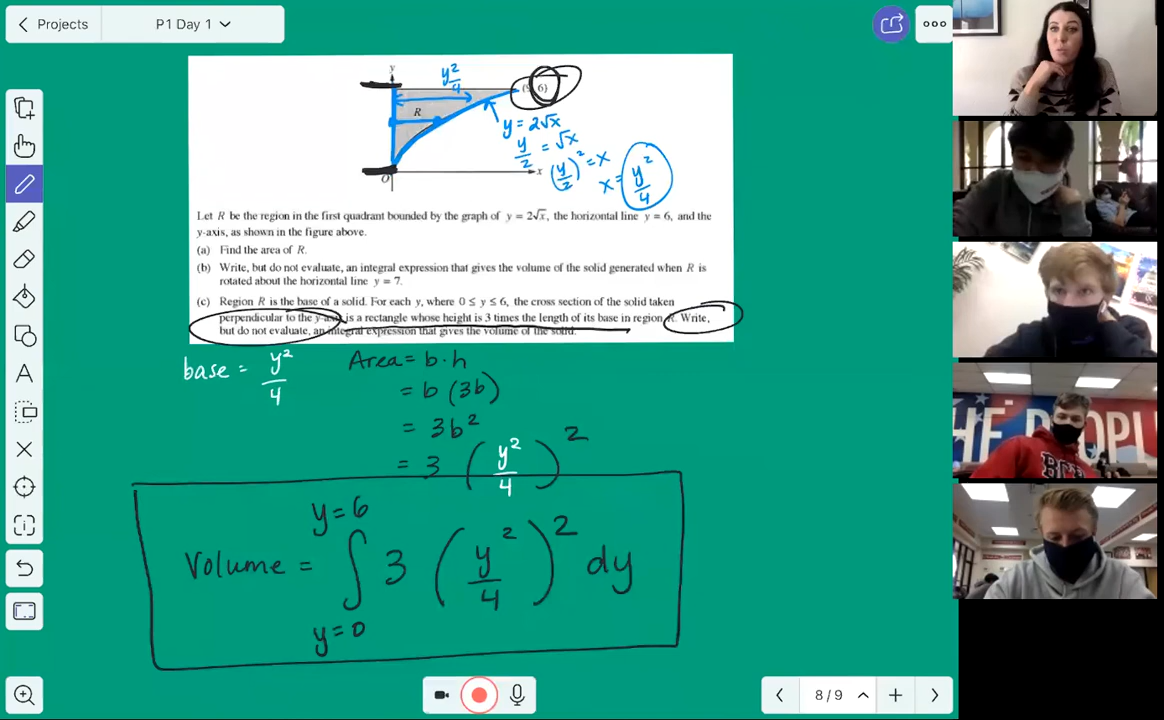 Projects
P1 Day 1
y
y²/4
R
6)
y = 2√x
y/2 = √x
(y/2)² = x
x = y²/4
O
x
Let R be the region in the first quadrant bounded by the graph of y = 2√x, the horizontal line y = 6, and the
y-axis, as shown in the figure above.
(a) Find the area of R.
(b) Write, but do not evaluate, an integral expression that gives the volume of the solid generated when R is
rotated about the horizontal line y = 7.
(c) Region R is the base of a solid. For each y, where 0 ≤ y ≤ 6, the cross section of the solid taken
perpendicular to the y-axis is a rectangle whose height is 3 times the length of its base in region R. Write,
but do not evaluate, an integral expression that gives the volume of the solid.
base = y²/4
Area = b · h
= b (3b)
= 3b²
= 3 (y²/4)²
y = 6
Volume = ∫ 3 (y²/4)² dy
y = 0
A
8 / 9
HE PEOPL